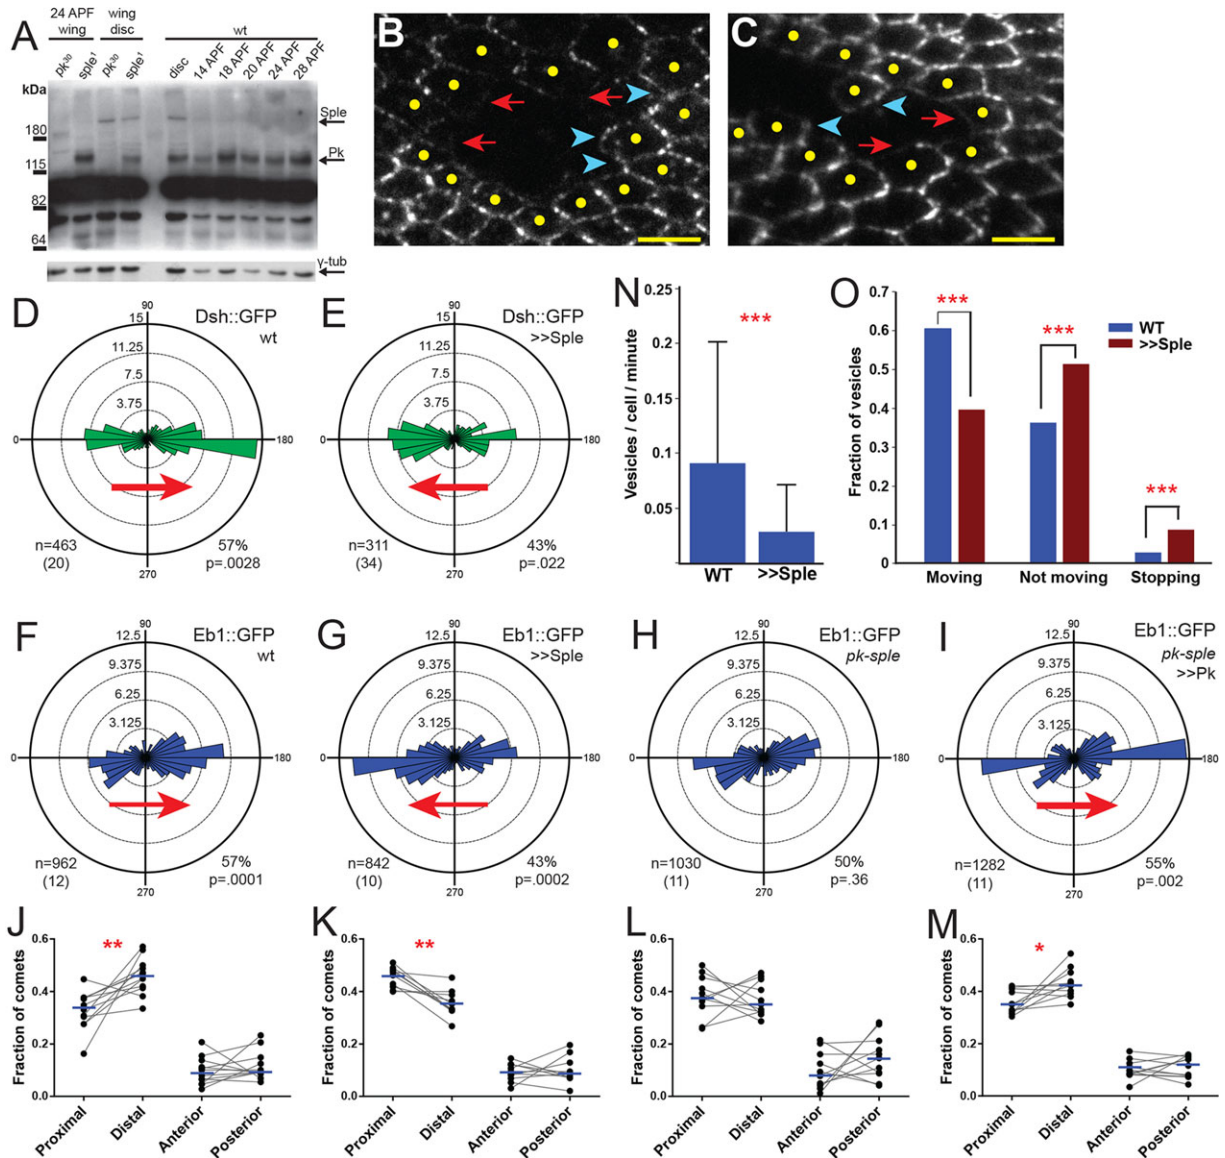 A
24 APF
wing
wing
disc
wt
pk30
sple1
pk30
sple1
disc
14 APF
18 APF
20 APF
24 APF
28 APF
kDa
180
115
82
64
Sple
Pk
γ-tub
B
C
D
Dsh::GFP
wt
90
15
11.25
7.5
3.75
0
180
270
n=463
(20)
57%
p=.0028
E
Dsh::GFP
>>Sple
90
15
11.25
7.5
3.75
0
180
270
n=311
(34)
43%
p=.022
N
Vesicles / cell / minute
0.25
0.2
0.15
0.1
0.05
***
WT
>>Sple
O
Fraction of vesicles
0.7
0.6
0.5
0.4
0.3
0.2
0.1
0
***
***
***
WT
>>Sple
Moving
Not moving
Stopping
F
Eb1::GFP
wt
90
12.5
9.375
6.25
3.125
0
180
270
n=962
(12)
57%
p=.0001
G
Eb1::GFP
>>Sple
90
12.5
9.375
6.25
3.125
0
180
270
n=842
(10)
43%
p=.0002
H
Eb1::GFP
pk-sple
90
12.5
9.375
6.25
3.125
0
180
270
n=1030
(11)
50%
p=.36
I
Eb1::GFP
pk-sple
>>Pk
90
12.5
9.375
6.25
3.125
0
180
270
n=1282
(11)
55%
p=.002
J
Fraction of comets
0.6
0.4
0.2
0.0
**
Proximal
Distal
Anterior
Posterior
K
Fraction of comets
0.6
0.4
0.2
0.0
**
Proximal
Distal
Anterior
Posterior
L
Fraction of comets
0.6
0.4
0.2
0.0
Proximal
Distal
Anterior
Posterior
M
Fraction of comets
0.6
0.4
0.2
0.0
*
Proximal
Distal
Anterior
Posterior